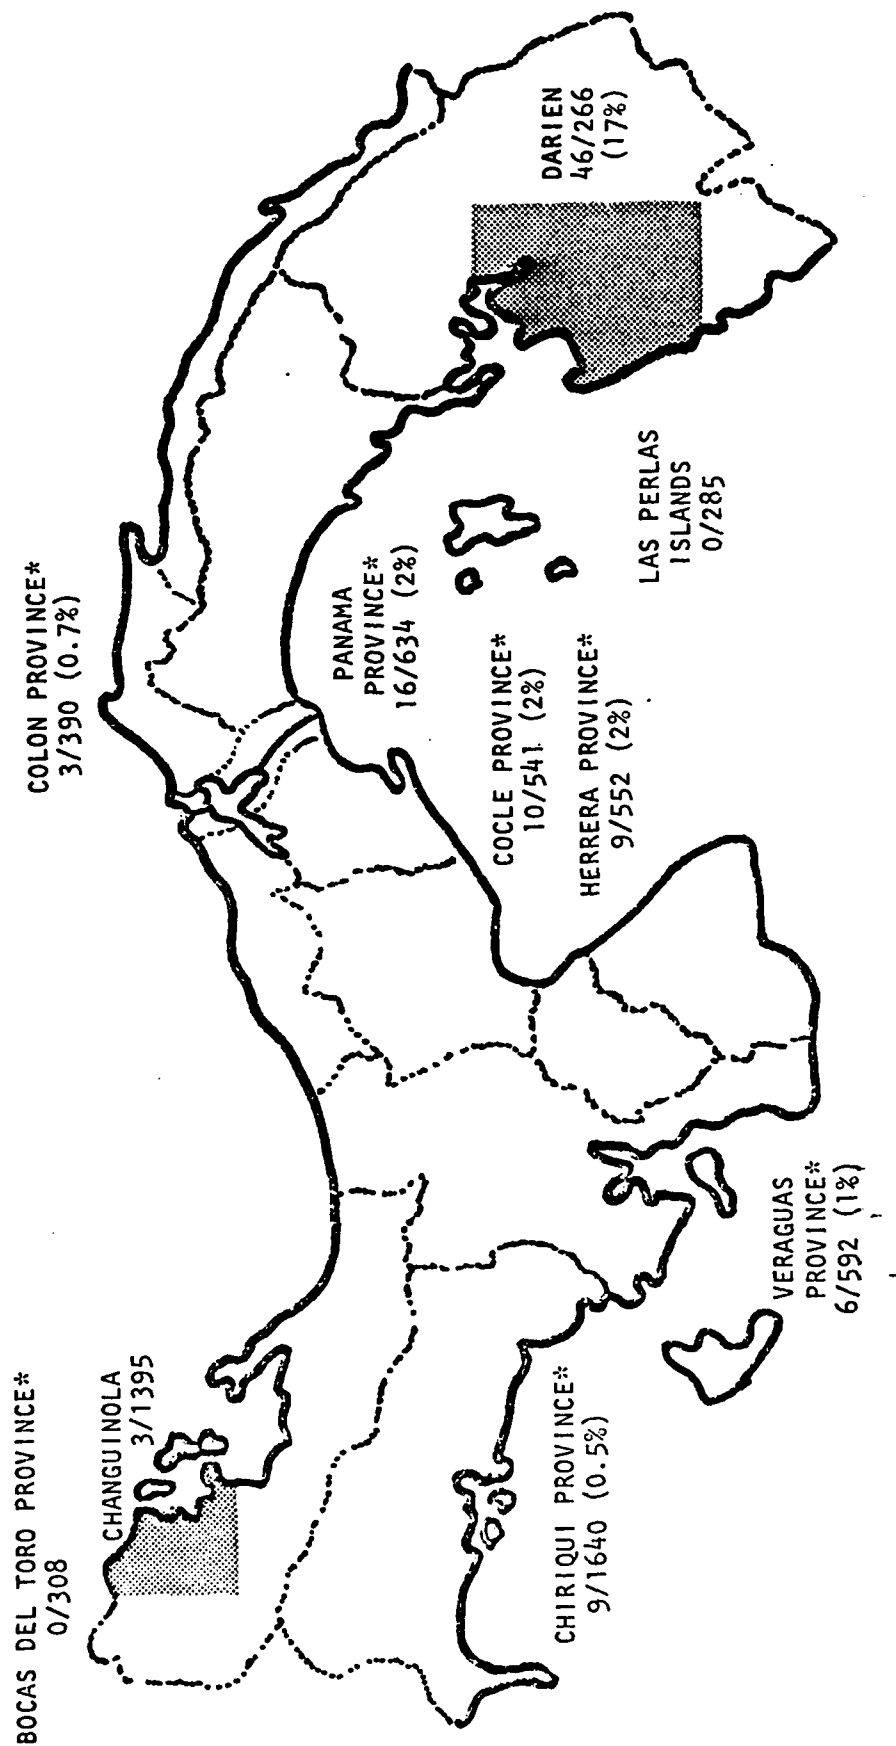 BOCAS DEL TORO PROVINCE*
0/308
CHANGUINOLA
3/1395
COLON PROVINCE*
3/390 (0.7%)
PANAMA
PROVINCE*
16/634 (2%)
DARIEN
46/266
(17%)
COCLE PROVINCE*
10/541 (2%)
HERRERA PROVINCE*
9/552 (2%)
LAS PERLAS
ISLANDS
0/285
CHIRIQUI PROVINCE*
9/1640 (0.5%)
VERAGUAS
PROVINCE*
6/592 (1%)